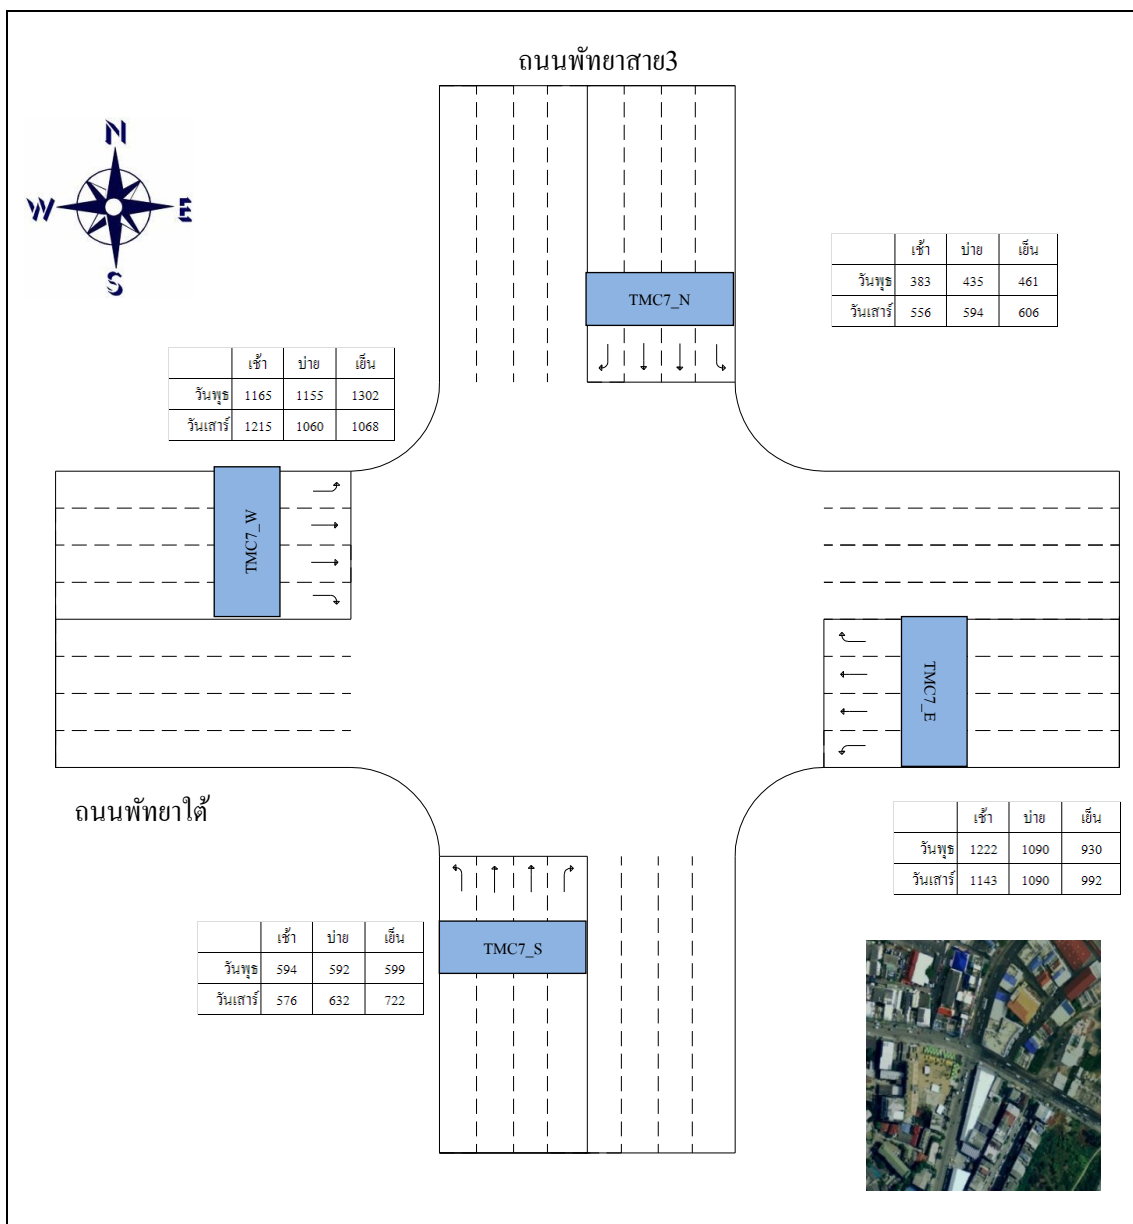 ถนนพัทยาสาย3
N
W E
S
เช้า บ่าย เย็น
วันพุธ 383 435 461
วันเสาร์ 556 594 606
TMC7_N
เช้า บ่าย เย็น
วันพุธ 1165 1155 1302
วันเสาร์ 1215 1060 1068
TMC7_W
TMC7_E
ถนนพัทยาใต้
เช้า บ่าย เย็น
วันพุธ 1222 1090 930
วันเสาร์ 1143 1090 992
เช้า บ่าย เย็น
วันพุธ 594 592 599
วันเสาร์ 576 632 722
TMC7_S